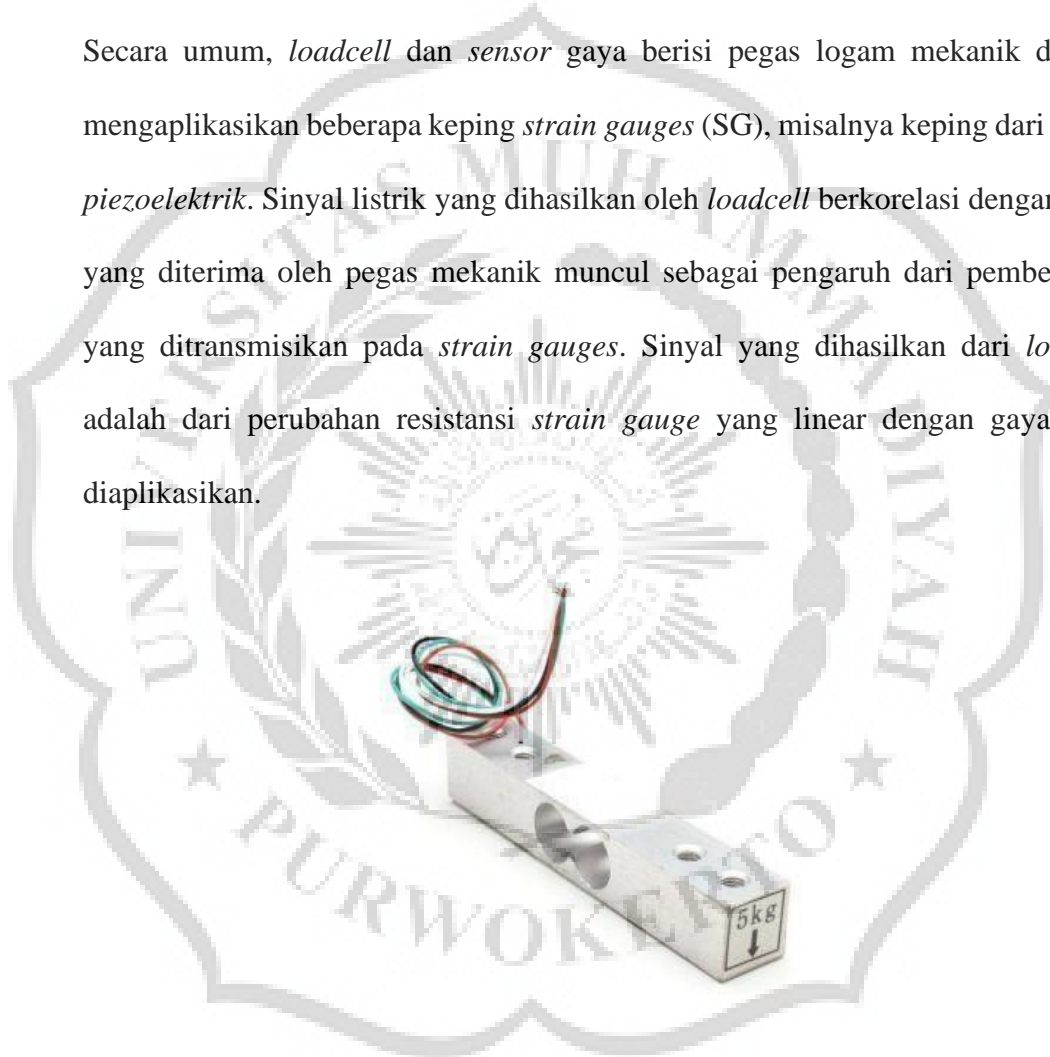 Secara umum, loadcell dan sensor gaya berisi pegas logam mekanik d
mengaplikasikan beberapa keping strain gauges (SG), misalnya keping dari
piezoelektrik. Sinyal listrik yang dihasilkan oleh loadcell berkorelasi dengan
yang diterima oleh pegas mekanik muncul sebagai pengaruh dari pembe
yang ditransmisikan pada strain gauges. Sinyal yang dihasilkan dari lo
adalah dari perubahan resistansi strain gauge yang linear dengan gaya
diaplikasikan.
UNIVERSITAS MUHAMMADIYAH
PURWOKERTO
5kg